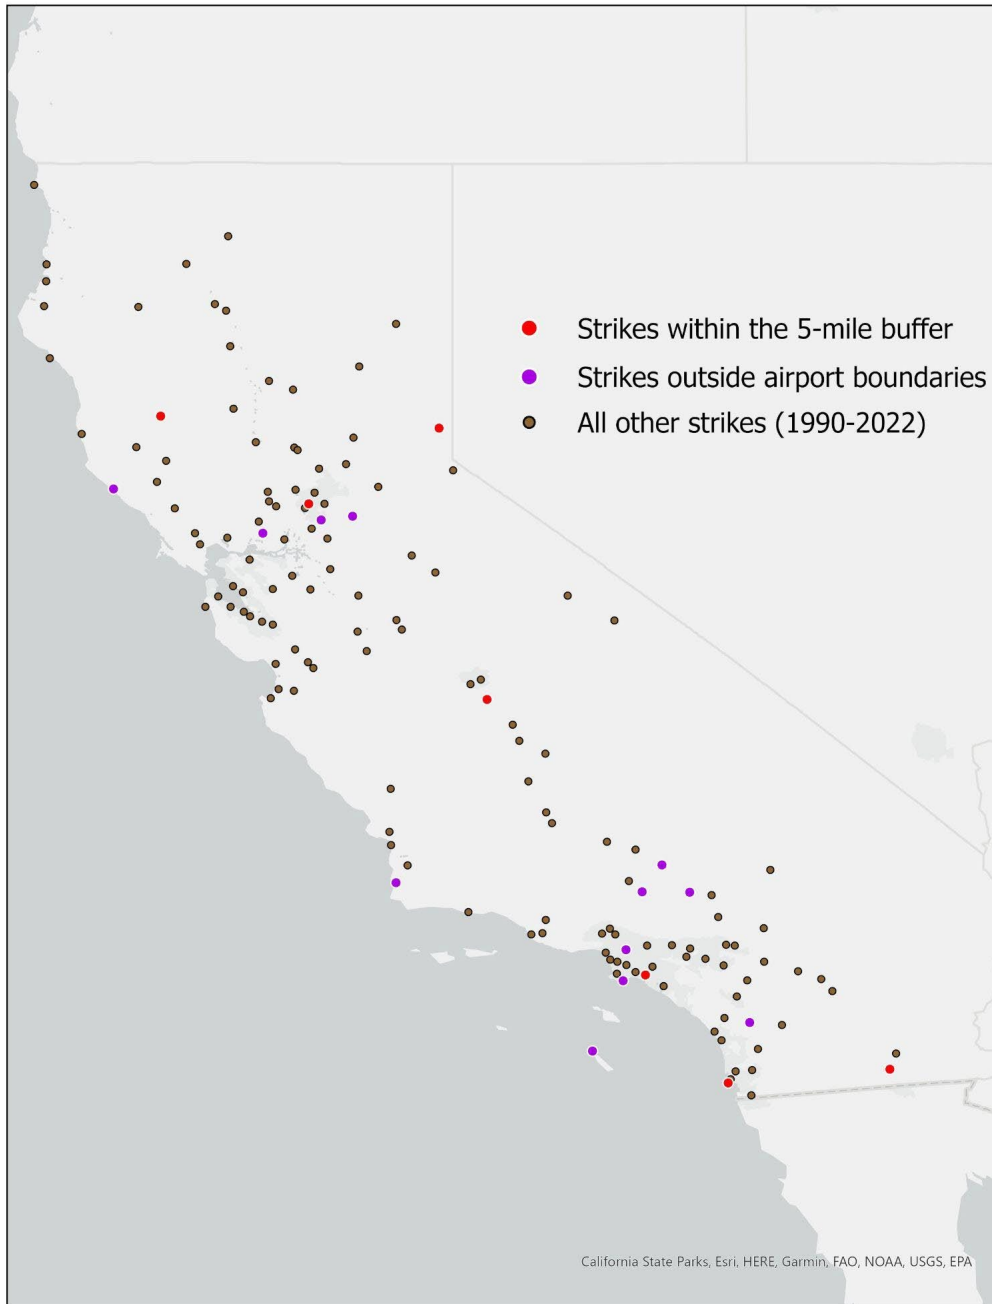 Strikes within the 5-mile buffer
Strikes outside airport boundaries
All other strikes (1990-2022)
California State Parks, Esri, HERE, Garmin, FAO, NOAA, USGS, EPA